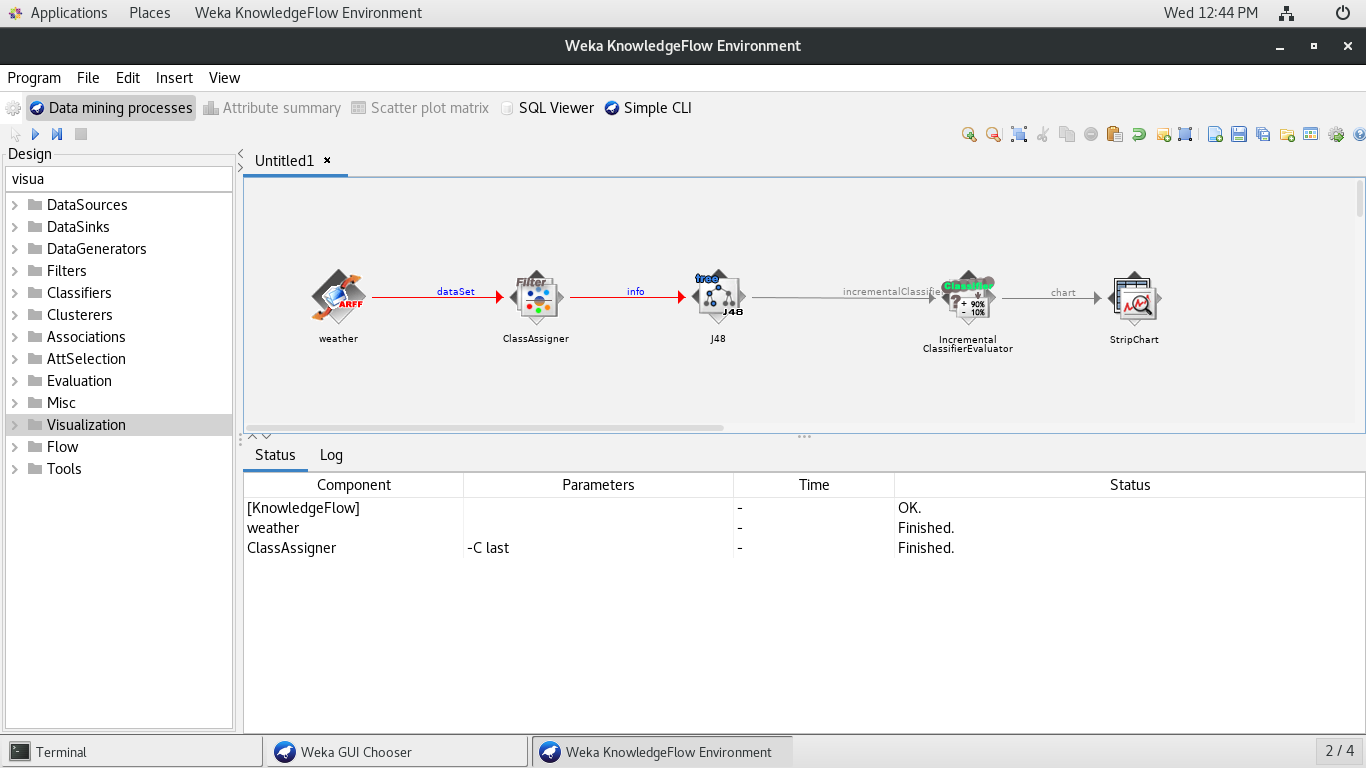 Applications Places Weka KnowledgeFlow Environment Wed 12:44 PM
Weka KnowledgeFlow Environment
Program File Edit Insert View
Data mining processes Attribute summary Scatter plot matrix SQL Viewer Simple CLI
Design
Untitled1
visua
DataSources
DataSinks
DataGenerators
Filters
Classifiers
Clusterers
Associations
AttSelection
Evaluation
Misc
Visualization
Flow
Tools
ARFF
weather
dataSet
Filter
ClassAssigner
info
tree
J48
J48
incrementalClassifie
Classifier
? + 90%
- 10%
Incremental
ClassifierEvaluator
chart
StripChart
Status Log
Component Parameters Time Status
[KnowledgeFlow] - OK.
weather - Finished.
ClassAssigner -C last - Finished.
Terminal Weka GUI Chooser Weka KnowledgeFlow Environment 2 / 4